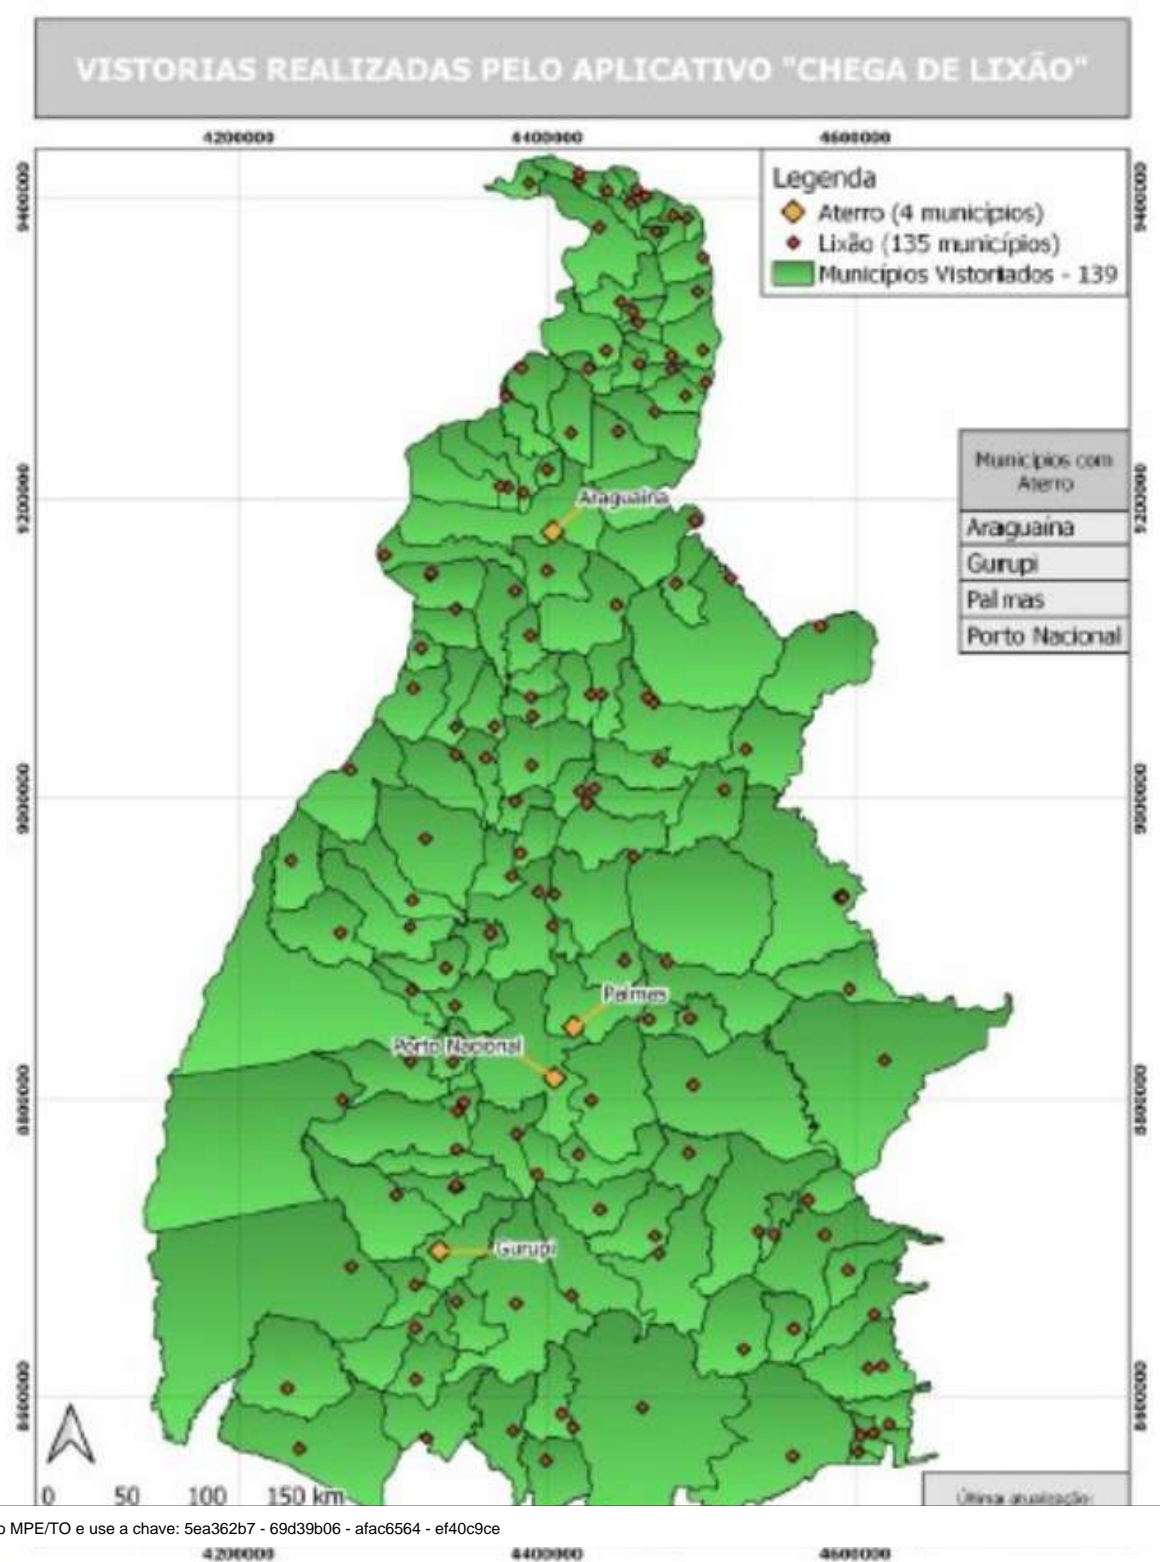 VISTORIAS REALIZADAS PELO APLICATIVO "CHEGA DE LIXÃO"
4200000 4400000 4600000
9400000 9400000
Legenda
Aterro (4 municípios)
Lixão (135 municípios)
Municípios Vistoriados - 139
Municípios com
Aterro
Araguaína
Gurupi
Palmas
Porto Nacional
9200000 9200000
Araguaína
9000000 9000000
Palmas
Porto Nacional
8800000 8800000
Gurupi
8600000 8600000
0 50 100 150 km
Última atualização:
o MPE/TO e use a chave: 5ea362b7 - 69d39b06 - afac6564 - ef40c9ce
4200000 4400000 4600000